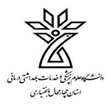 دانشگاه علوم پزشکی و خدمات بهداشتی درمانی
استان چهارمحال بختیاری